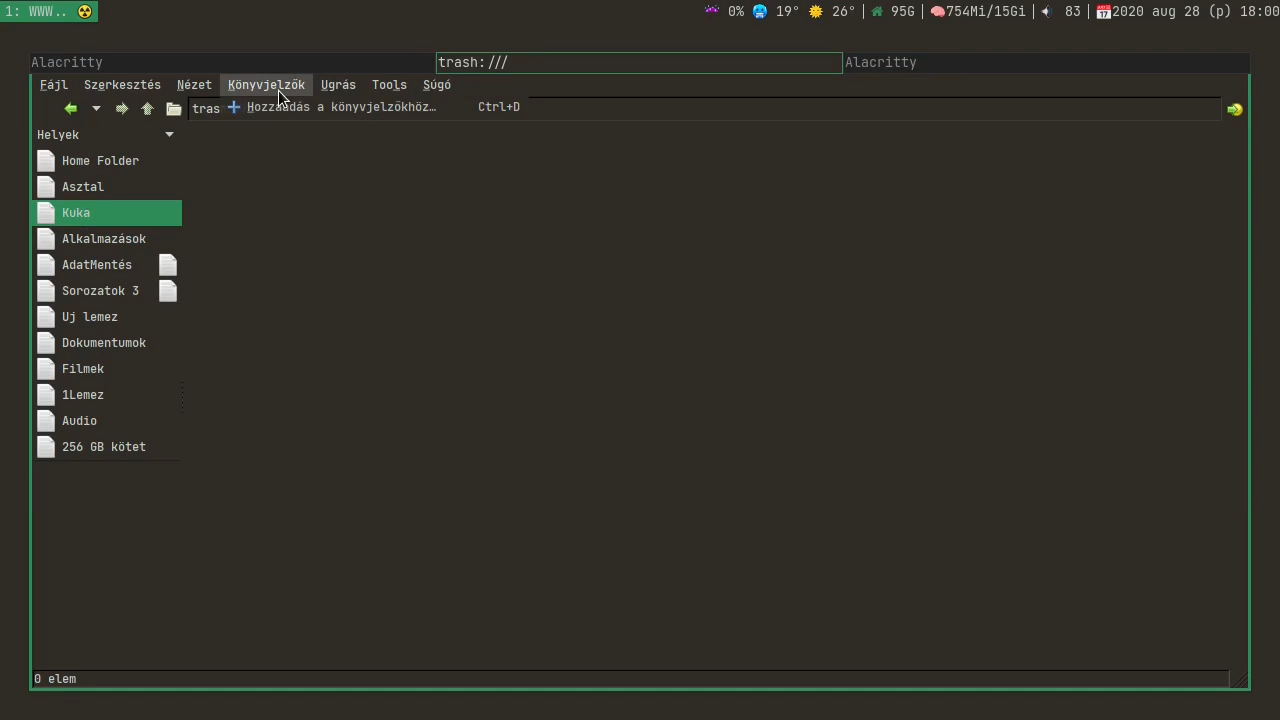 1: WWW.. 0% 19° 26° 95G 754Mi/15Gi 83 2020 aug 28 (p) 18:00
Alacritty trash:/// Alacritty
Fájl Szerkesztés Nézet Könyvjelzők Ugrás Tools Súgó
tras Hozzáadás a könyvjelzőkhöz… Ctrl+D
Helyek
Home Folder
Asztal
Kuka
Alkalmazások
AdatMentés
Sorozatok 3
Uj lemez
Dokumentumok
Filmek
1Lemez
Audio
256 GB kötet
0 elem